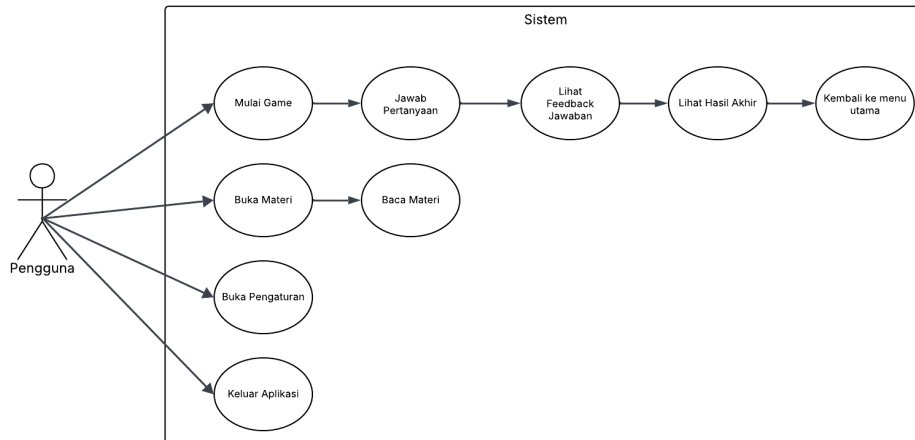 Sistem
Mulai Game
Jawab
Pertanyaan
Lihat
Feedback
Jawaban
Lihat Hasil Akhir
Kembali ke menu
utama
Buka Materi
Baca Materi
Pengguna
Buka Pengaturan
Keluar Aplikasi